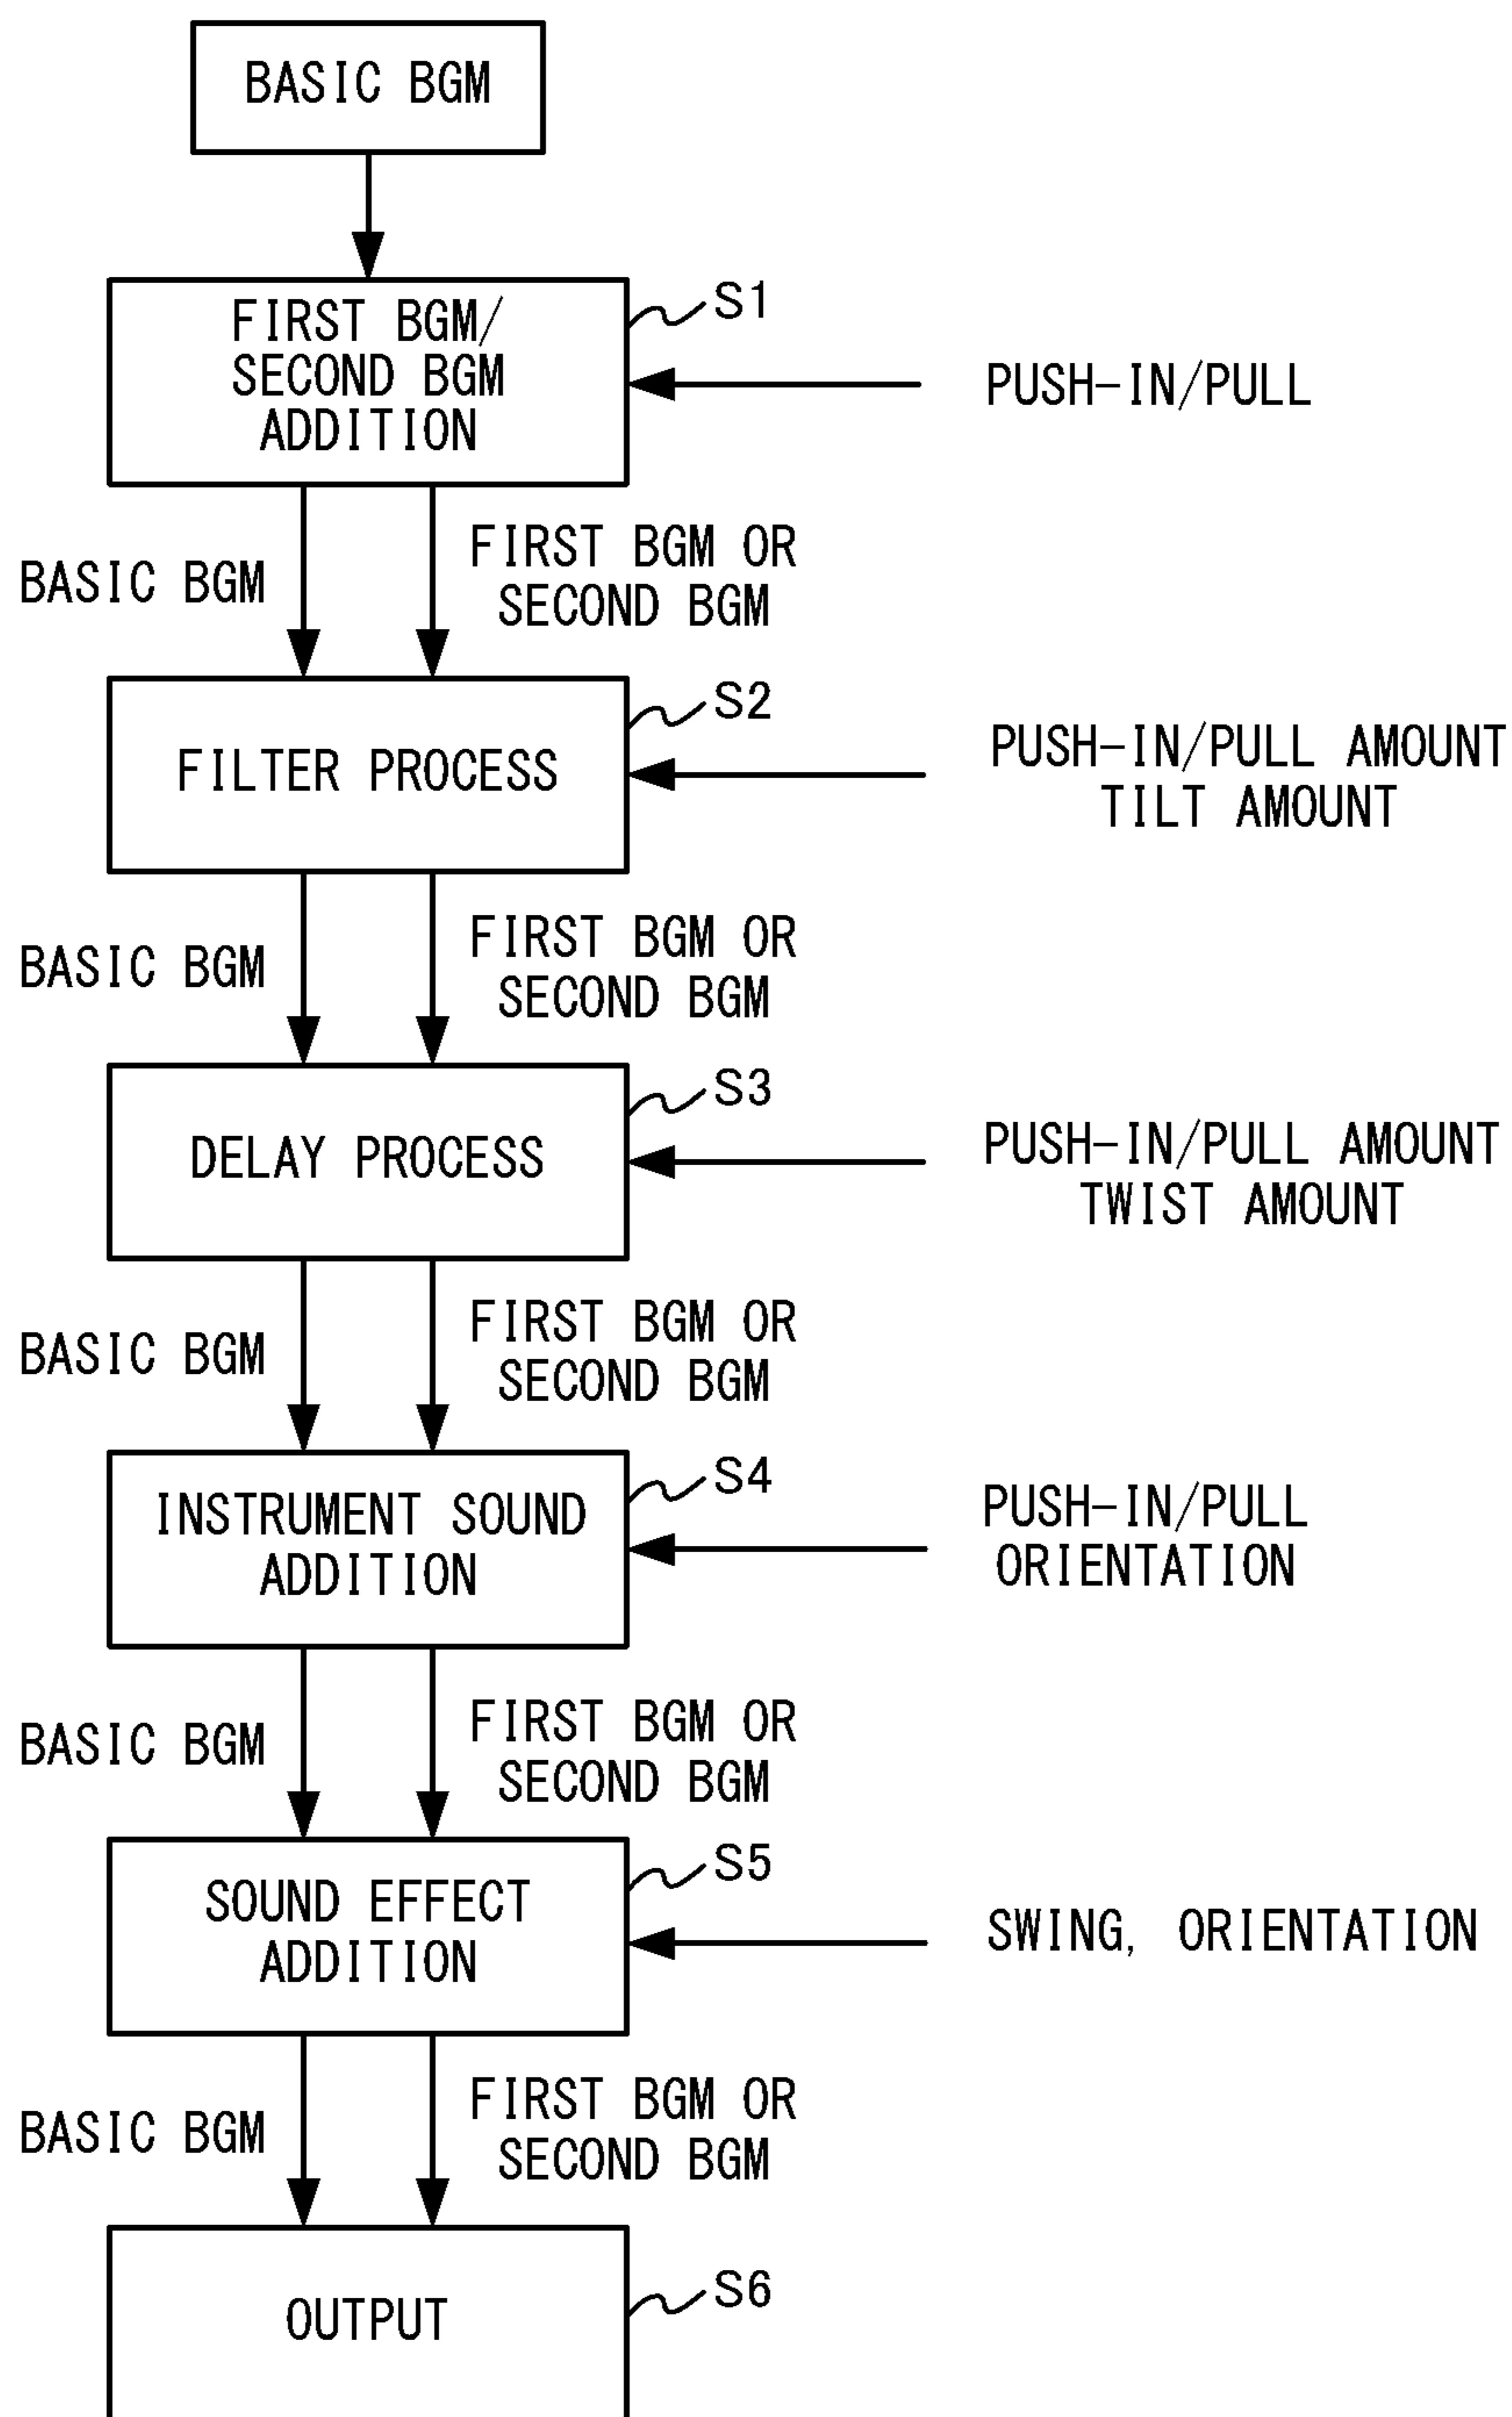 BASIC BGM
FIRST BGM/
SECOND BGM
ADDITION
S1
PUSH-IN/PULL
BASIC BGM
FIRST BGM OR
SECOND BGM
FILTER PROCESS
S2
PUSH-IN/PULL AMOUNT
TILT AMOUNT
BASIC BGM
FIRST BGM OR
SECOND BGM
DELAY PROCESS
S3
PUSH-IN/PULL AMOUNT
TWIST AMOUNT
BASIC BGM
FIRST BGM OR
SECOND BGM
INSTRUMENT SOUND
ADDITION
S4
PUSH-IN/PULL
ORIENTATION
BASIC BGM
FIRST BGM OR
SECOND BGM
SOUND EFFECT
ADDITION
S5
SWING, ORIENTATION
BASIC BGM
FIRST BGM OR
SECOND BGM
OUTPUT
S6